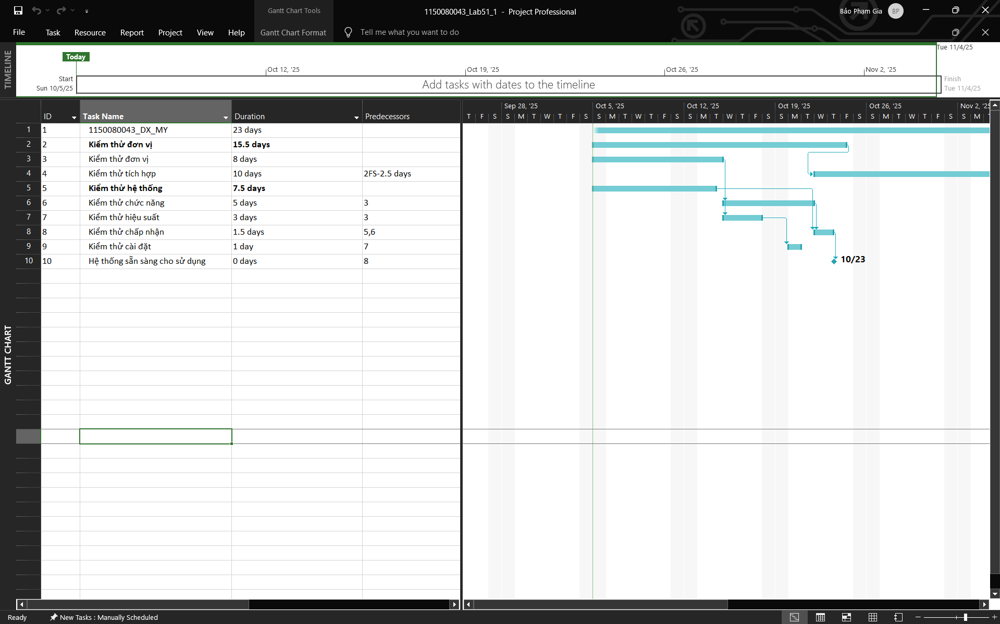 Gantt Chart Tools
1150080043_Lab51_1 - Project Professional
Bảo Phạm Gia BP
File Task Resource Report Project View Help Gantt Chart Format Tell me what you want to do
TIMELINE
Today
Tue 11/4/25
Oct 12, '25 Oct 19, '25 Oct 26, '25 Nov 2, '25
Start
Sun 10/5/25
Add tasks with dates to the timeline
Finish
Tue 11/4/25
GANTT CHART
ID Task Name Duration Predecessors
Sep 28, '25 Oct 5, '25 Oct 12, '25 Oct 19, '25 Oct 26, '25 Nov 2, '25
T F S S M T W T F S S M T W T F S S M T W T F S S M T W T F S S M T W T F S S M T
1 1 1150080043_DX_MY 23 days
2 2 Kiểm thử đơn vị 15.5 days
3 3 Kiểm thử đơn vị 8 days
4 4 Kiểm thử tích hợp 10 days 2FS-2.5 days
5 5 Kiểm thử hệ thống 7.5 days
6 6 Kiểm thử chức năng 5 days 3
7 7 Kiểm thử hiệu suất 3 days 3
8 8 Kiểm thử chấp nhận 1.5 days 5,6
9 9 Kiểm thử cài đặt 1 day 7
10 10 Hệ thống sẵn sàng cho sử dụng 0 days 8
10/23
Ready New Tasks : Manually Scheduled